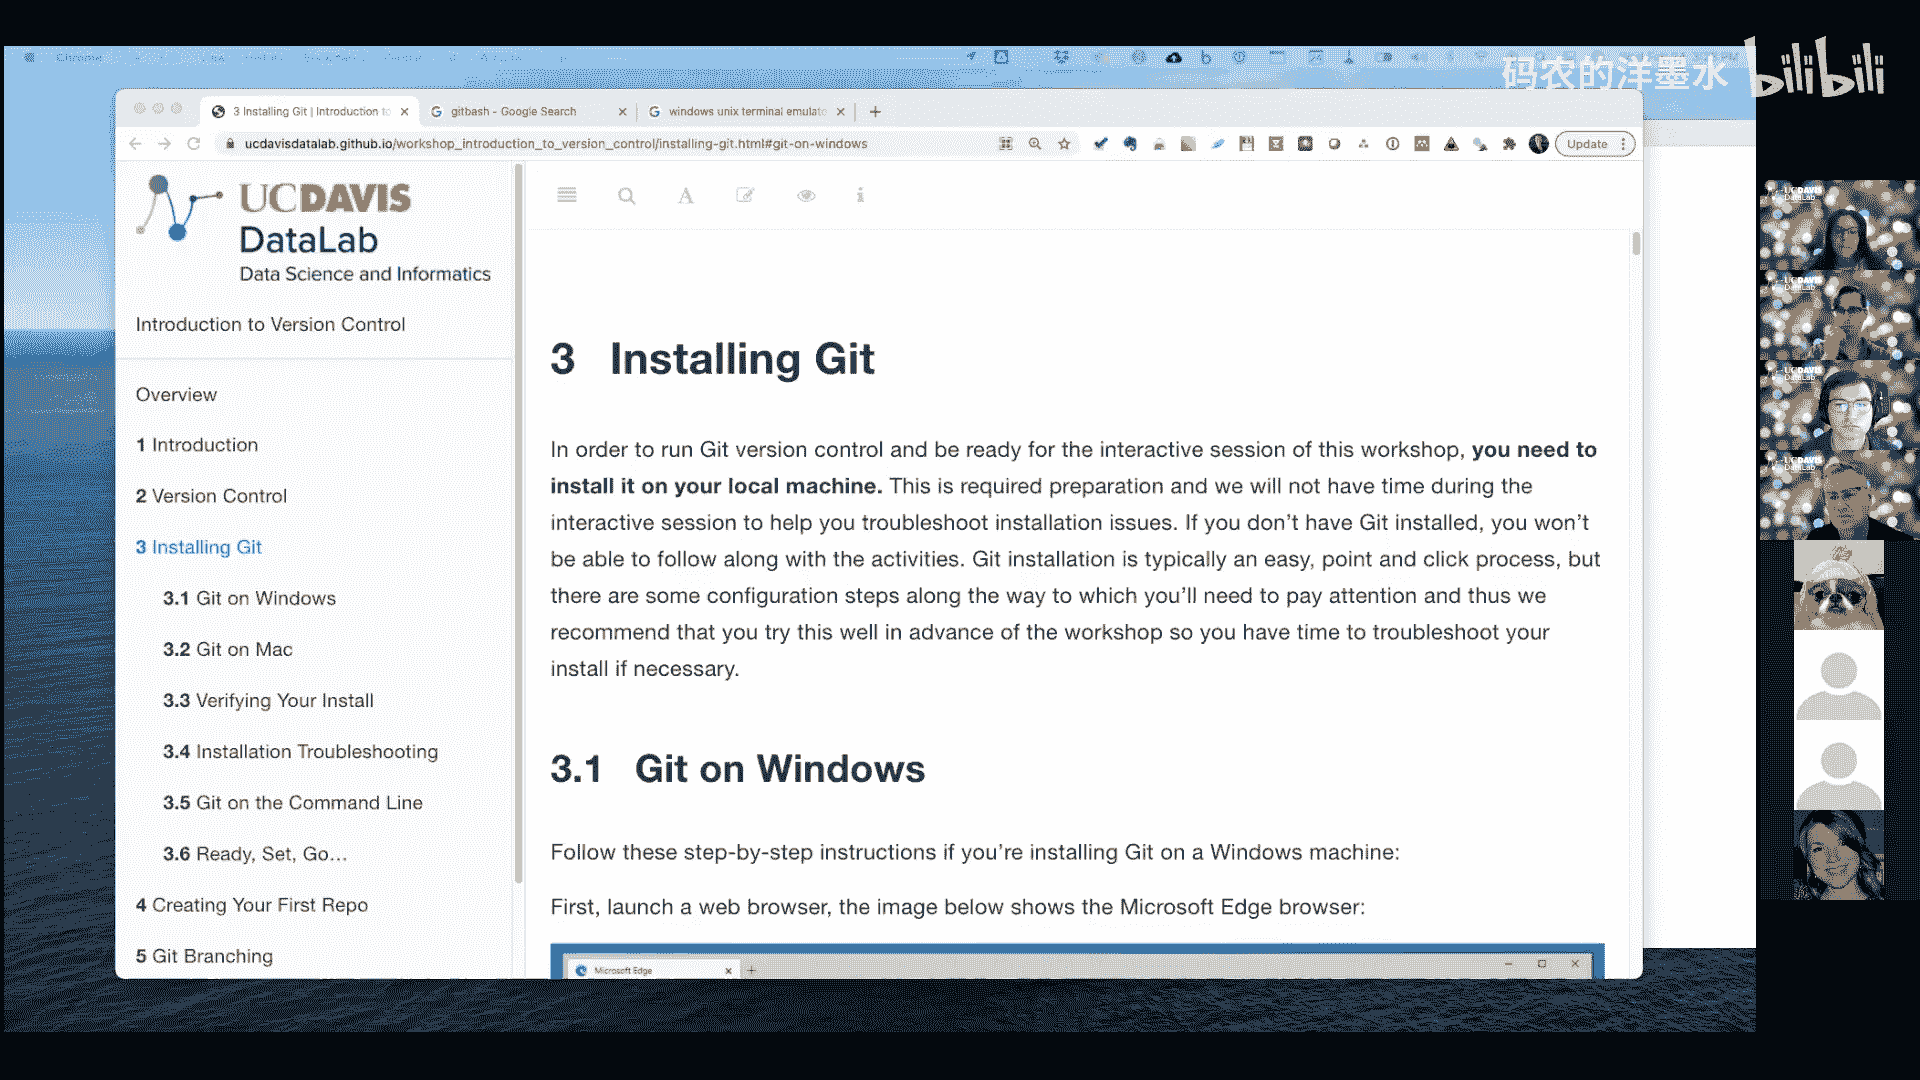 Chrome
码农的洋墨水 bilibili
3 Installing Git | Introduction to
gitbash - Google Search
windows unix terminal emulato
ucdavisdatalab.github.io/workshop_introduction_to_version_control/installing-git.html#git-on-windows
Update
UCDAVIS
DataLab
Data Science and Informatics
Introduction to Version Control
Overview
1 Introduction
2 Version Control
3 Installing Git
3.1 Git on Windows
3.2 Git on Mac
3.3 Verifying Your Install
3.4 Installation Troubleshooting
3.5 Git on the Command Line
3.6 Ready, Set, Go…
4 Creating Your First Repo
5 Git Branching
3 Installing Git
In order to run Git version control and be ready for the interactive session of this workshop, you need to
install it on your local machine. This is required preparation and we will not have time during the
interactive session to help you troubleshoot installation issues. If you don’t have Git installed, you won’t
be able to follow along with the activities. Git installation is typically an easy, point and click process, but
there are some configuration steps along the way to which you’ll need to pay attention and thus we
recommend that you try this well in advance of the workshop so you have time to troubleshoot your
install if necessary.
3.1 Git on Windows
Follow these step-by-step instructions if you’re installing Git on a Windows machine:
First, launch a web browser, the image below shows the Microsoft Edge browser:
Microsoft Edge
UCDAVIS
DataLab
UCDAVIS
DataLab
UCDAVIS
DataLab
UCDAVIS
DataLab